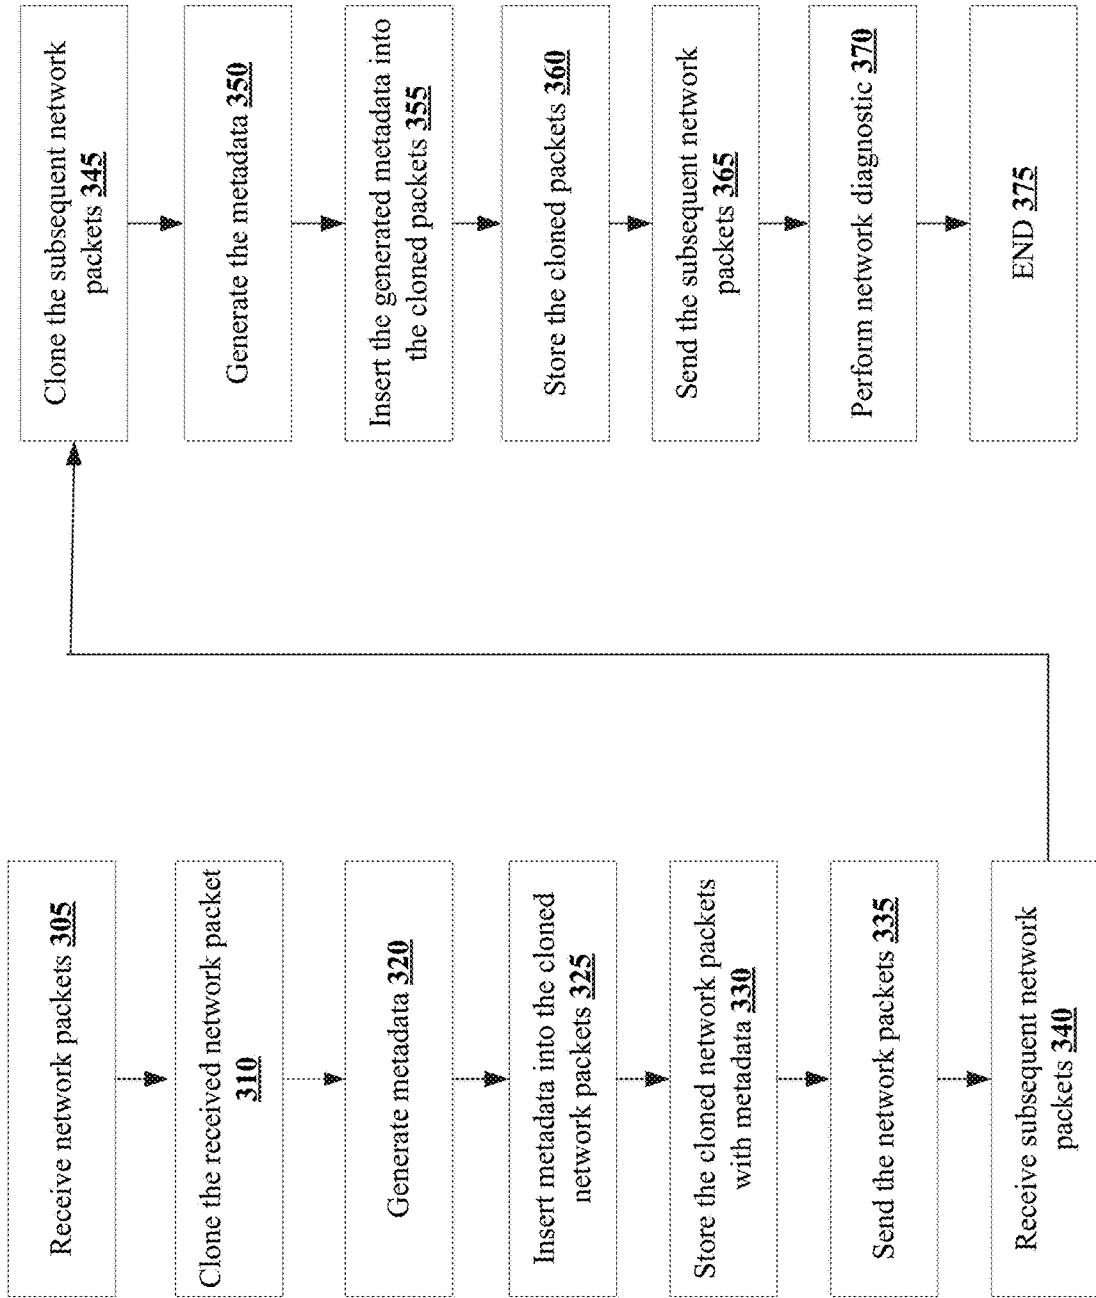 Receive network packets 305
Clone the received network packet
310
Generate metadata 320
Insert metadata into the cloned
network packets 325
Store the cloned network packets
with metadata 330
Send the network packets 335
Receive subsequent network
packets 340
Clone the subsequent network
packets 345
Generate the metadata 350
Insert the generated metadata into
the cloned packets 355
Store the cloned packets 360
Send the subsequent network
packets 365
Perform network diagnostic 370
END 375